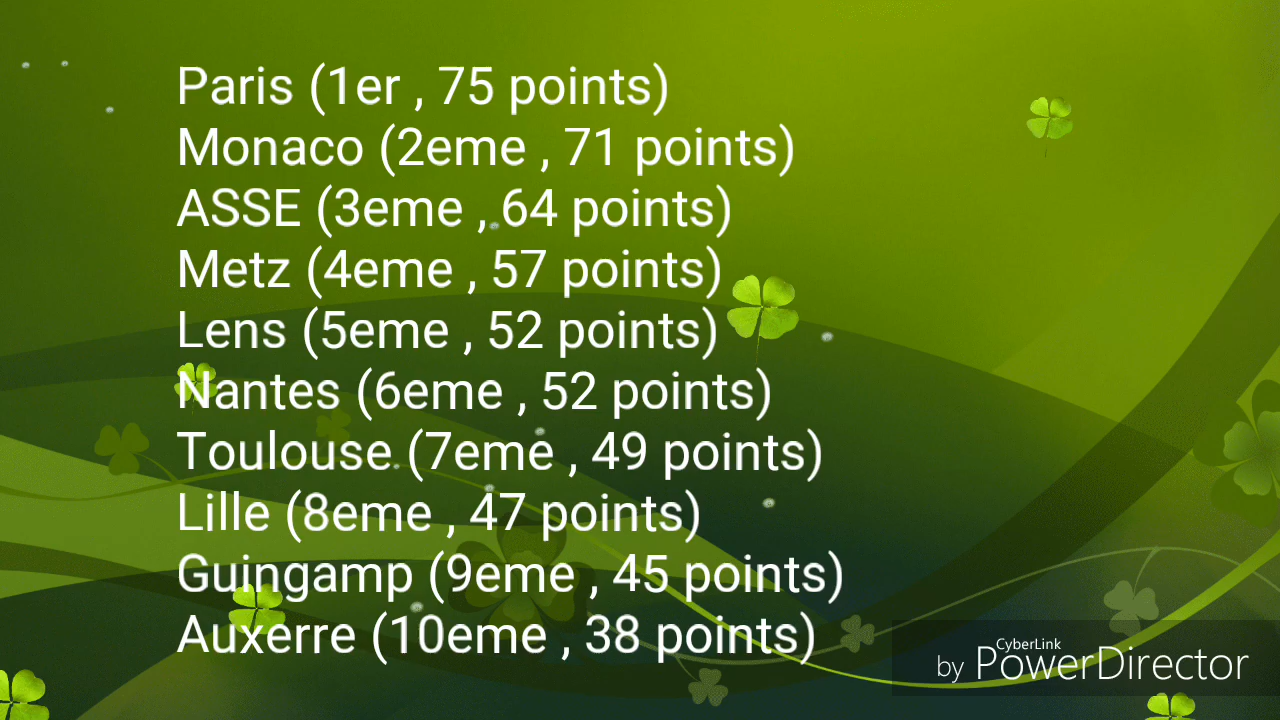 Paris (1er , 75 points)
Monaco (2eme , 71 points)
ASSE (3eme , 64 points)
Metz (4eme , 57 points)
Lens (5eme , 52 points)
Nantes (6eme , 52 points)
Toulouse (7eme , 49 points)
Lille (8eme , 47 points)
Guingamp (9eme , 45 points)
Auxerre (10eme , 38 points)
CyberLink
by PowerDirector